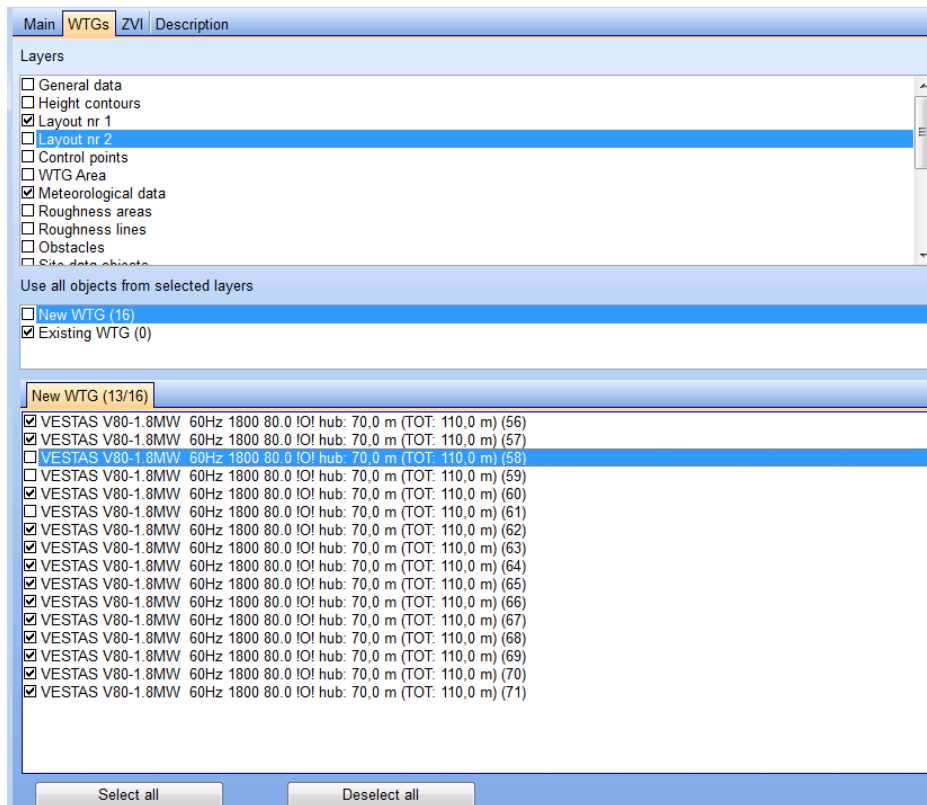 Main WTGs ZVI Description
Layers
General data
Height contours
Layout nr 1
Layout nr 2
Control points
WTG Area
Meteorological data
Roughness areas
Roughness lines
Obstacles
Site data objects
Use all objects from selected layers
New WTG (16)
Existing WTG (0)
New WTG (13/16)
VESTAS V80-1.8MW 60Hz 1800 80.0 !O! hub: 70,0 m (TOT: 110,0 m) (56)
VESTAS V80-1.8MW 60Hz 1800 80.0 !O! hub: 70,0 m (TOT: 110,0 m) (57)
VESTAS V80-1.8MW 60Hz 1800 80.0 !O! hub: 70,0 m (TOT: 110,0 m) (58)
VESTAS V80-1.8MW 60Hz 1800 80.0 !O! hub: 70,0 m (TOT: 110,0 m) (59)
VESTAS V80-1.8MW 60Hz 1800 80.0 !O! hub: 70,0 m (TOT: 110,0 m) (60)
VESTAS V80-1.8MW 60Hz 1800 80.0 !O! hub: 70,0 m (TOT: 110,0 m) (61)
VESTAS V80-1.8MW 60Hz 1800 80.0 !O! hub: 70,0 m (TOT: 110,0 m) (62)
VESTAS V80-1.8MW 60Hz 1800 80.0 !O! hub: 70,0 m (TOT: 110,0 m) (63)
VESTAS V80-1.8MW 60Hz 1800 80.0 !O! hub: 70,0 m (TOT: 110,0 m) (64)
VESTAS V80-1.8MW 60Hz 1800 80.0 !O! hub: 70,0 m (TOT: 110,0 m) (65)
VESTAS V80-1.8MW 60Hz 1800 80.0 !O! hub: 70,0 m (TOT: 110,0 m) (66)
VESTAS V80-1.8MW 60Hz 1800 80.0 !O! hub: 70,0 m (TOT: 110,0 m) (67)
VESTAS V80-1.8MW 60Hz 1800 80.0 !O! hub: 70,0 m (TOT: 110,0 m) (68)
VESTAS V80-1.8MW 60Hz 1800 80.0 !O! hub: 70,0 m (TOT: 110,0 m) (69)
VESTAS V80-1.8MW 60Hz 1800 80.0 !O! hub: 70,0 m (TOT: 110,0 m) (70)
VESTAS V80-1.8MW 60Hz 1800 80.0 !O! hub: 70,0 m (TOT: 110,0 m) (71)
Select all Deselect all